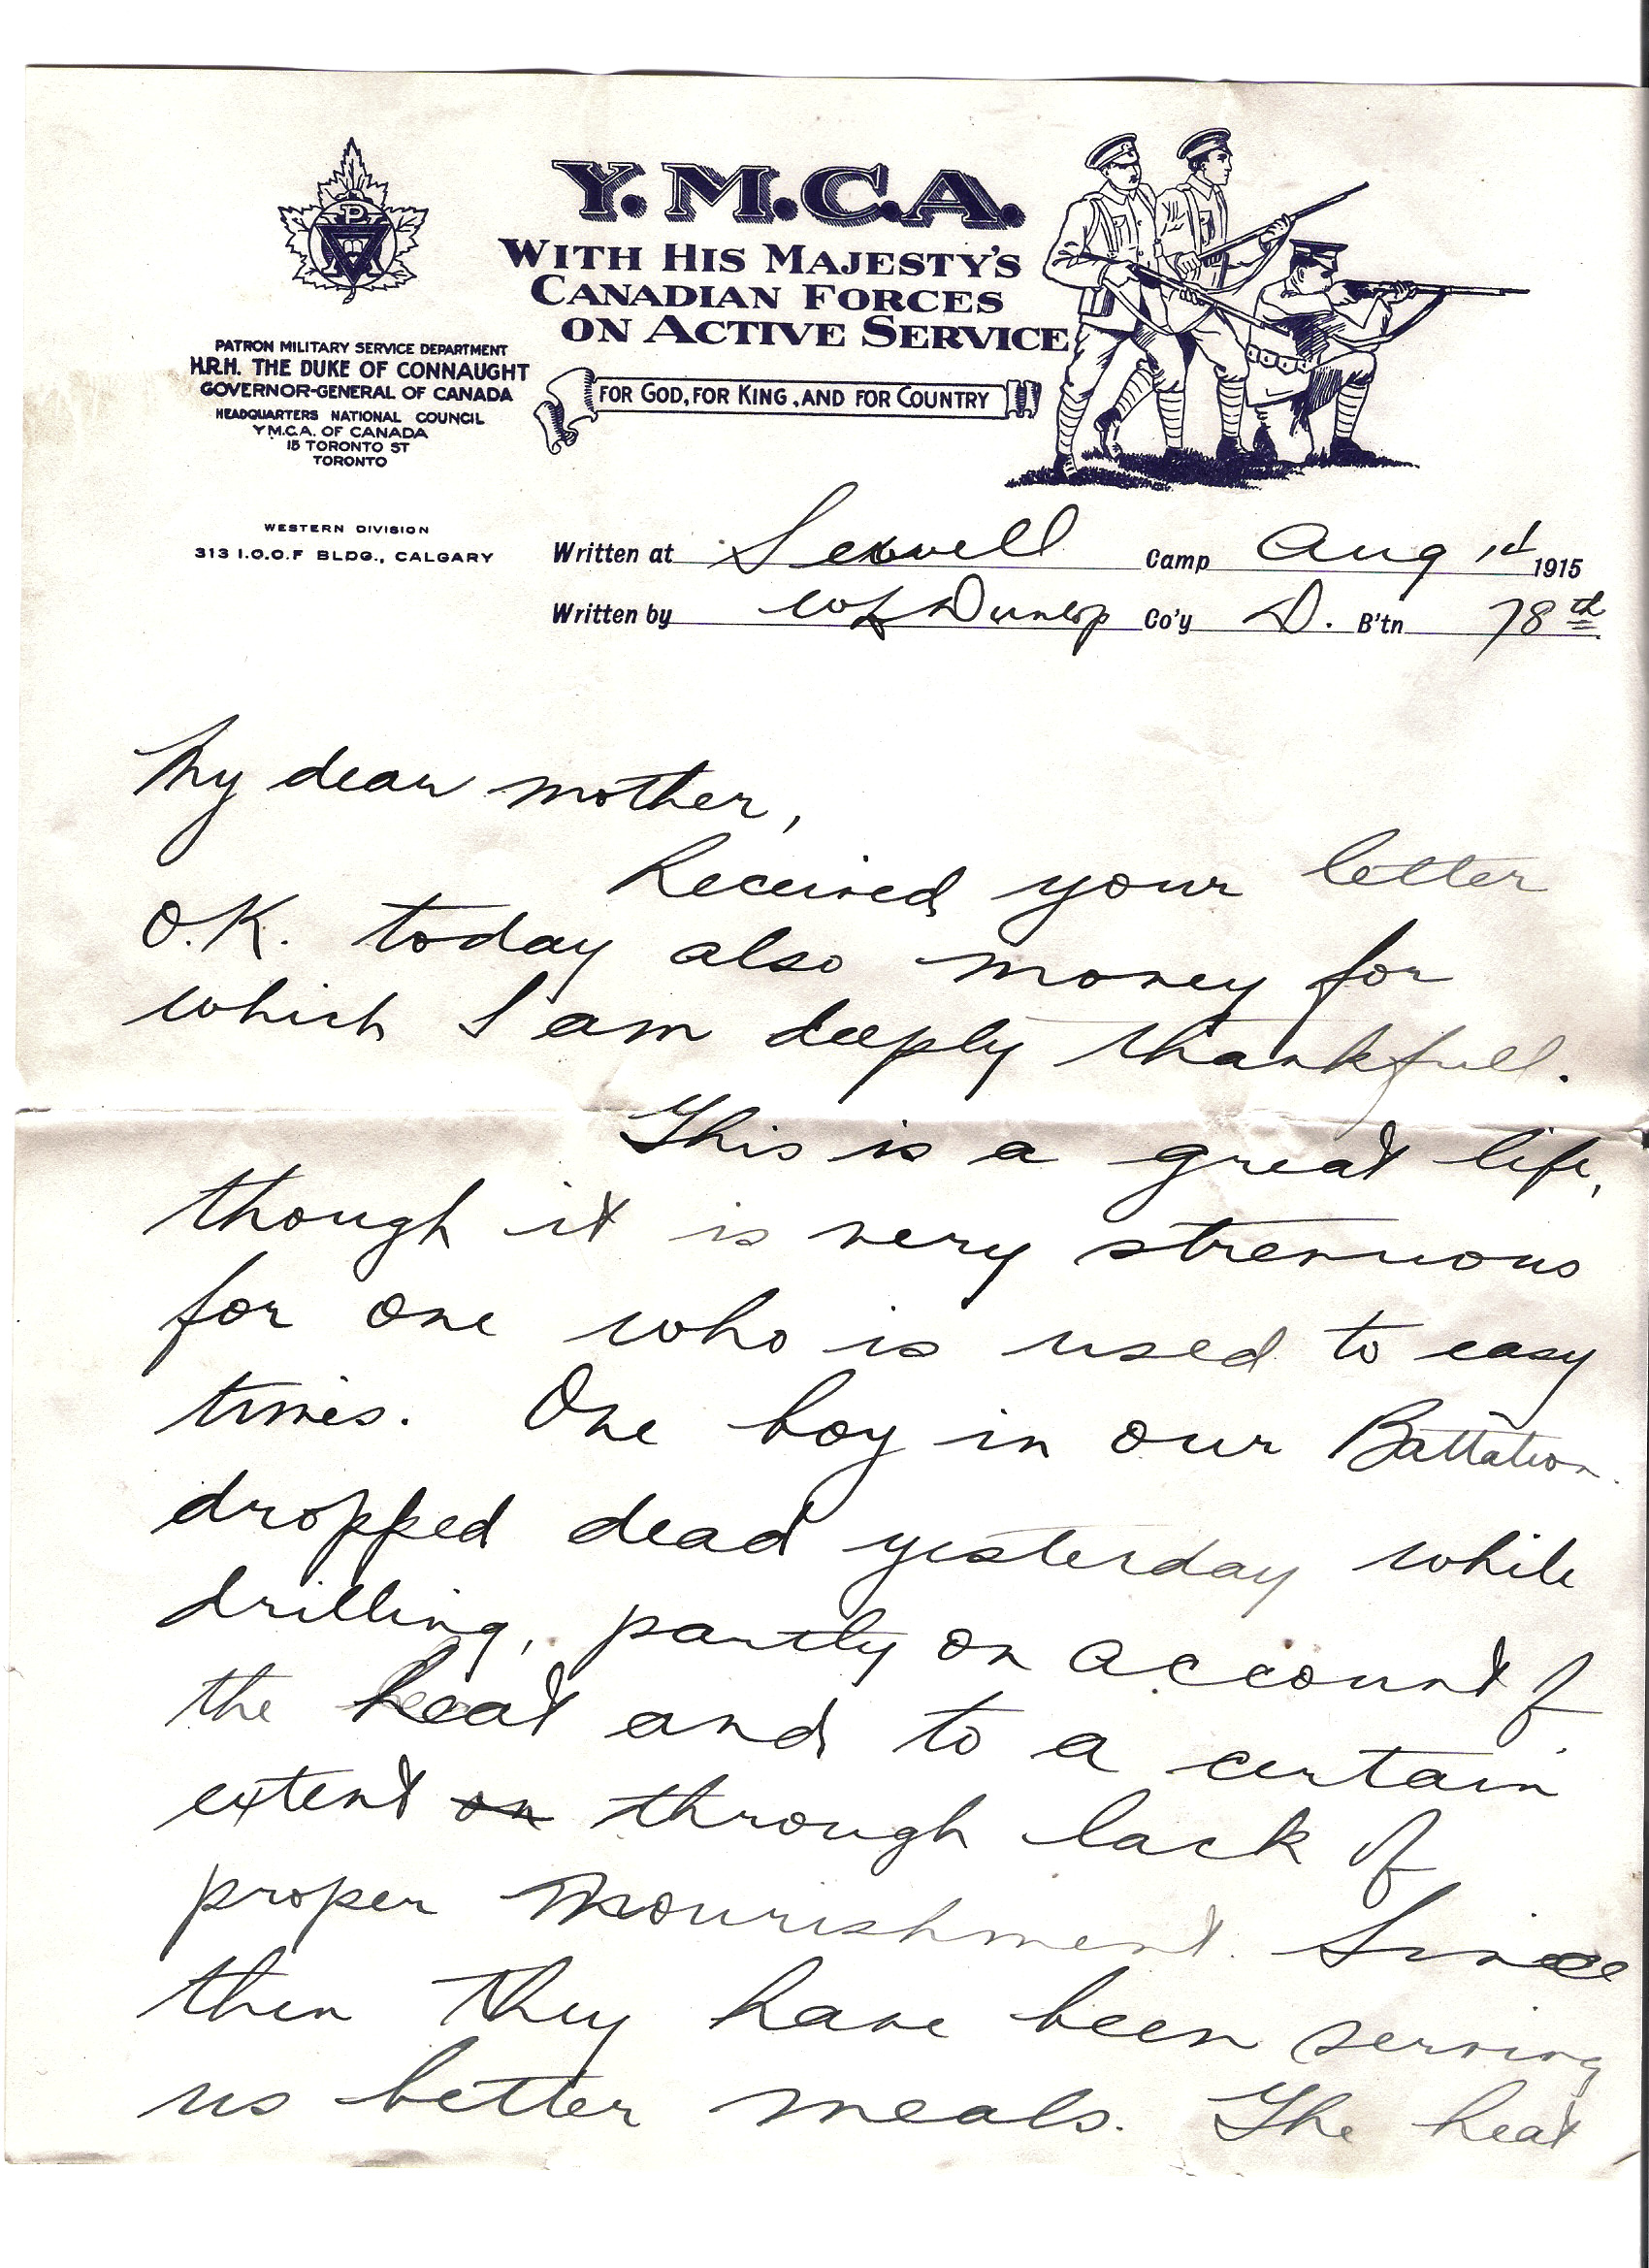 Y.M.C.A.
WITH HIS MAJESTY'S
CANADIAN FORCES
ON ACTIVE SERVICE
FOR GOD, FOR KING, AND FOR COUNTRY
PATRON MILITARY SERVICE DEPARTMENT
H.R.H. THE DUKE OF CONNAUGHT
GOVERNOR-GENERAL OF CANADA
HEADQUARTERS NATIONAL COUNCIL
Y.M.C.A. OF CANADA
15 TORONTO ST
TORONTO
WESTERN DIVISION
313 I.O.O.F BLDG., CALGARY
Written at Sewell Camp Aug 1st 1915
Written by WL Dunlop Co'y D. B'tn 78th
My dear mother,
Received your letter
O.K. today also money for
which I am deeply thankfull.
This is a great life,
though it is very strenuous
for one who is used to easy
times. One boy in our Battalion
dropped dead yesterday while
drilling, partly on account of
the heat and to a certain
extent on through lack of
proper nourishment. Since
then they have been serving
us better meals. The heat